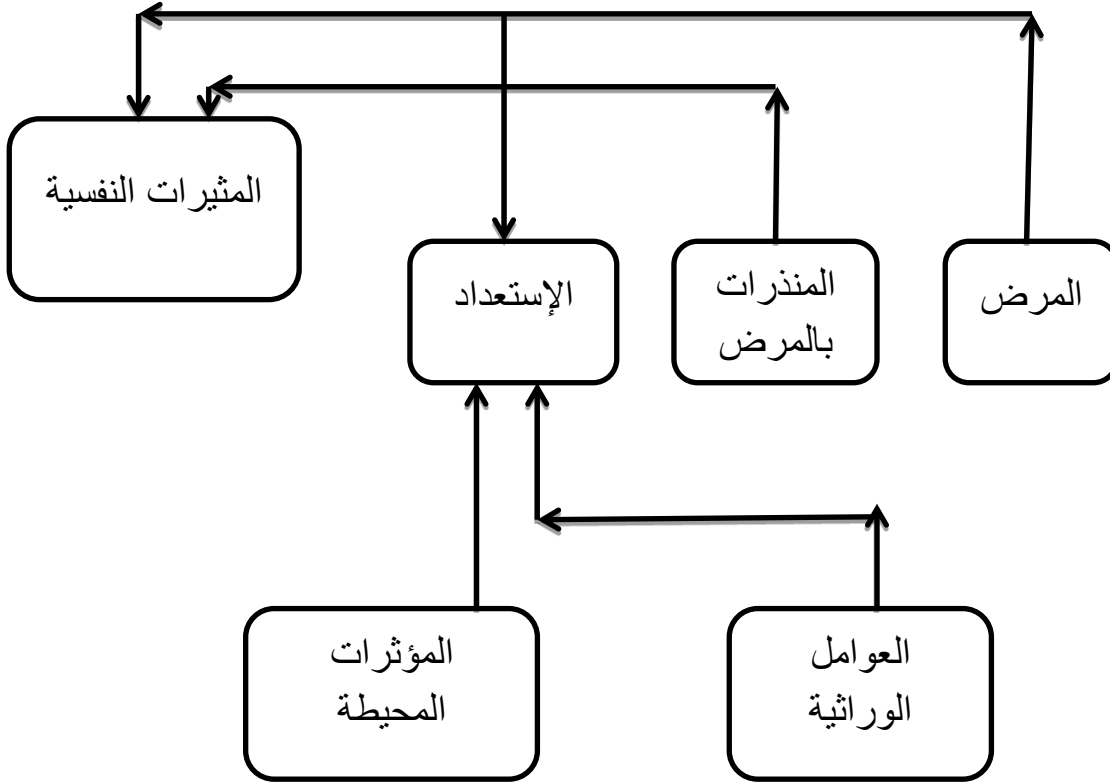 المثيرات النفسية
المرض
المنذرات
بالمرض
الإستعداد
العوامل
الوراثية
المؤثرات
المحيطة